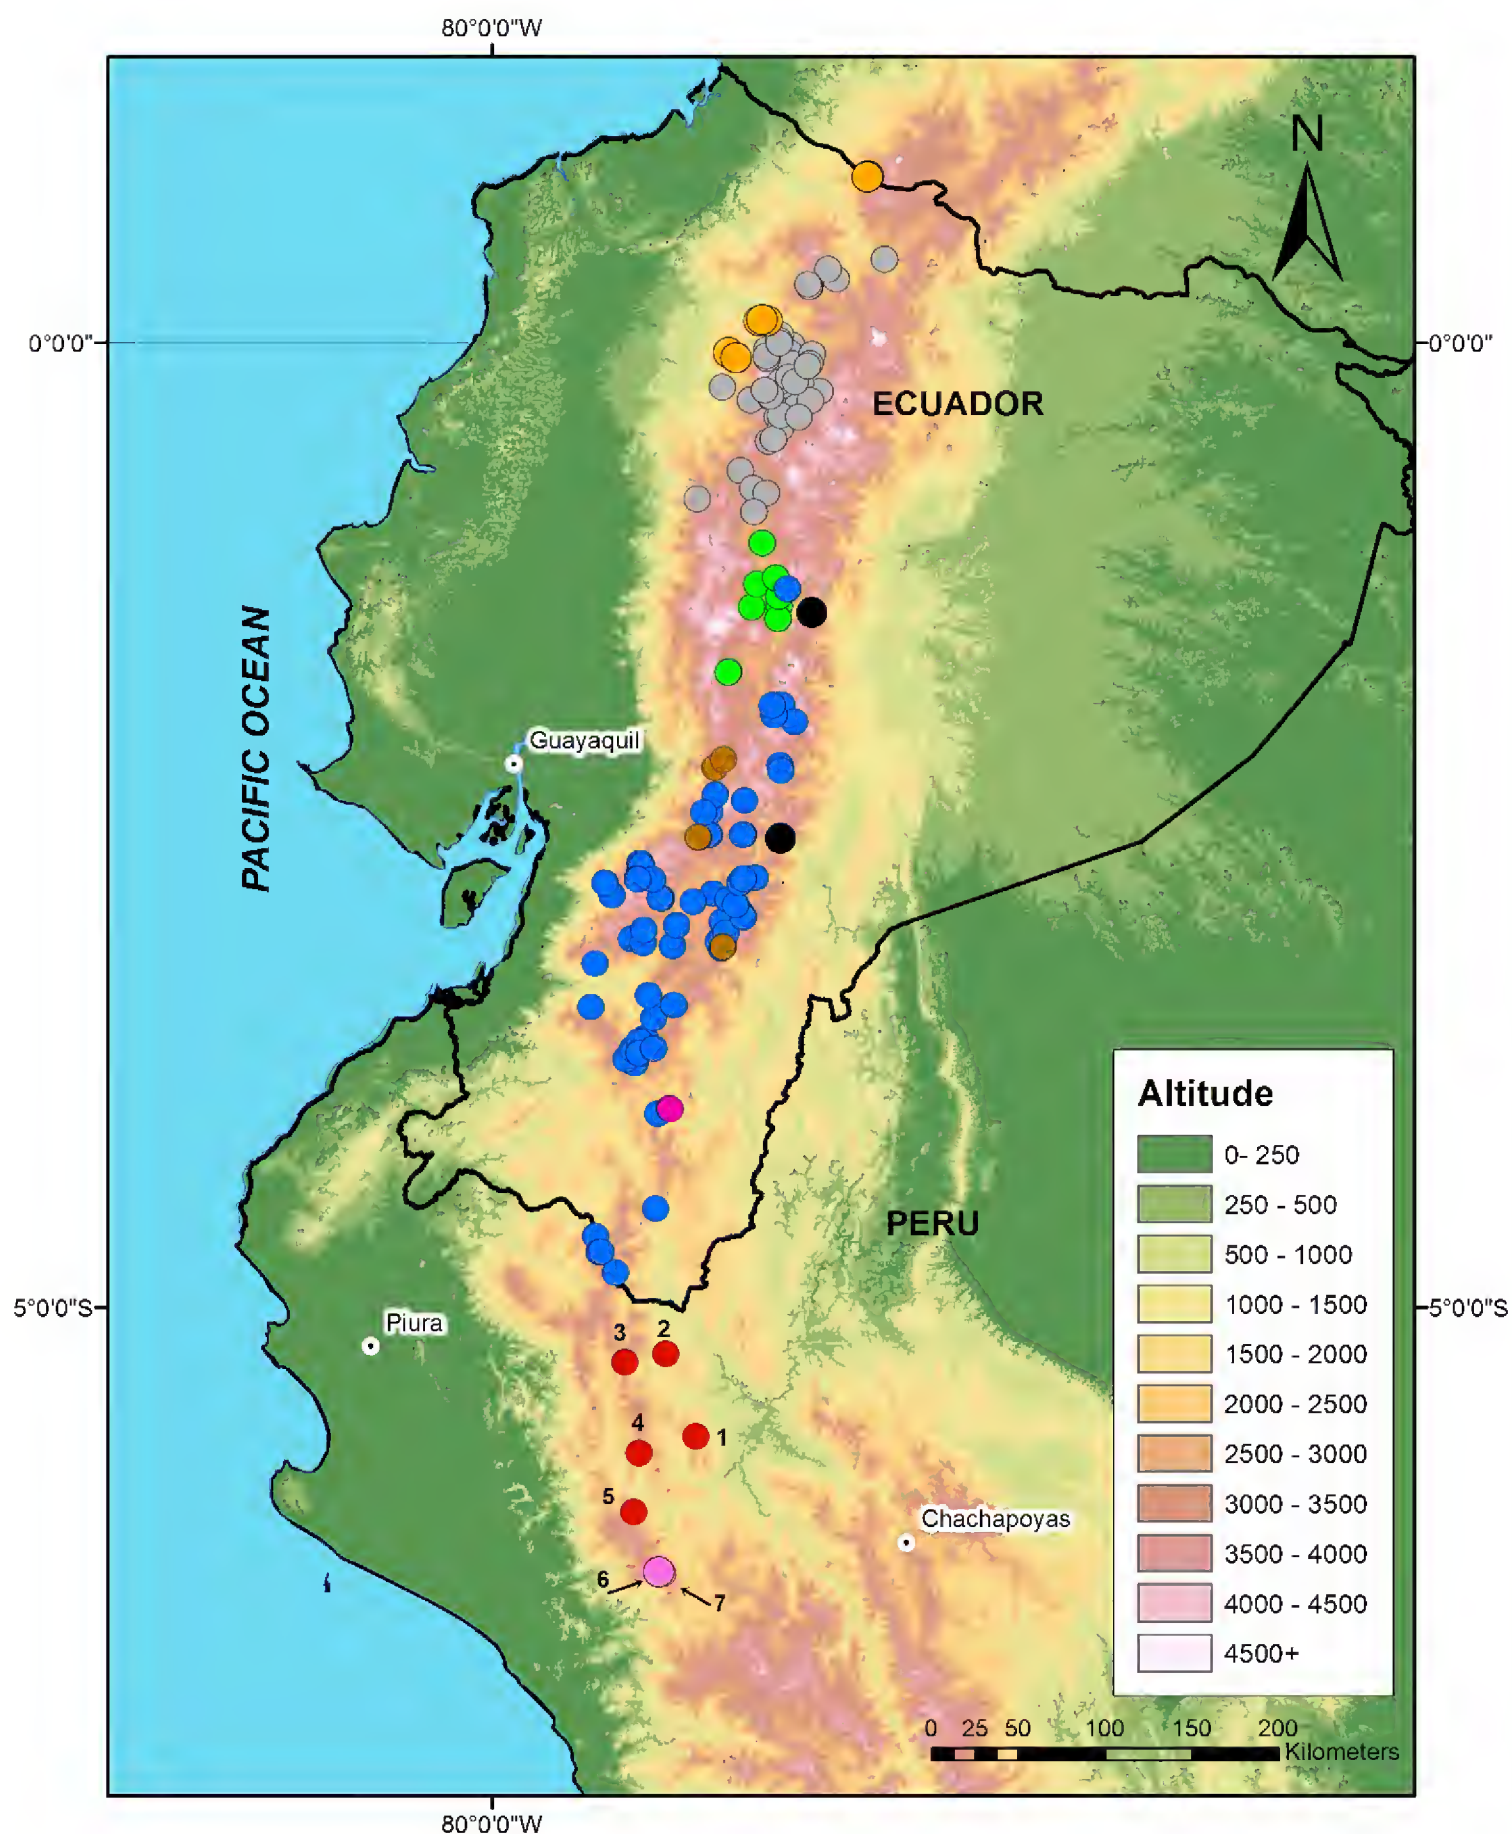 80°0'0"W
N
0°0'0"
0°0'0"
ECUADOR
PACIFIC OCEAN
Guayaquil
Altitude
0- 250
250 - 500
500 - 1000
1000 - 1500
1500 - 2000
2000 - 2500
2500 - 3000
3000 - 3500
3500 - 4000
4000 - 4500
4500+
PERU
5°0'0"S
5°0'0"S
Piura
3
2
4
1
5
Chachapoyas
6
7
0 25 50 100 150 200
Kilometers
80°0'0"W